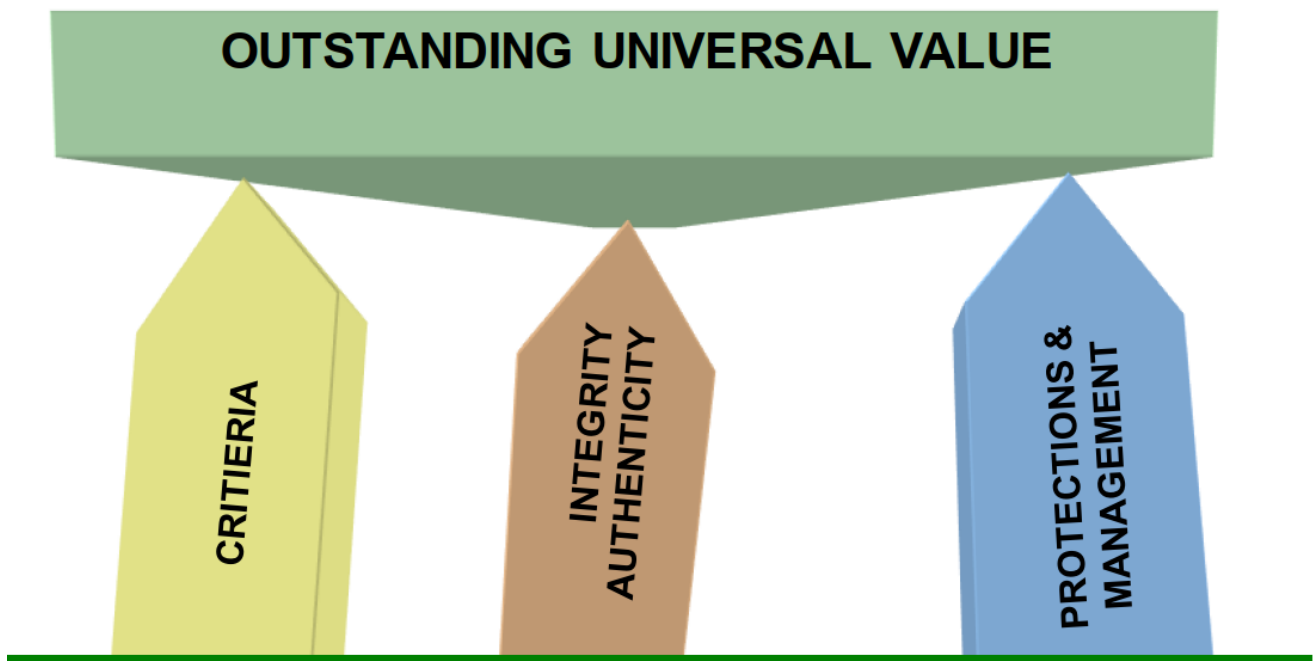 OUTSTANDING UNIVERSAL VALUE
CRITIERIA
INTEGRITY
AUTHENTICITY
PROTECTIONS &
MANAGEMENT